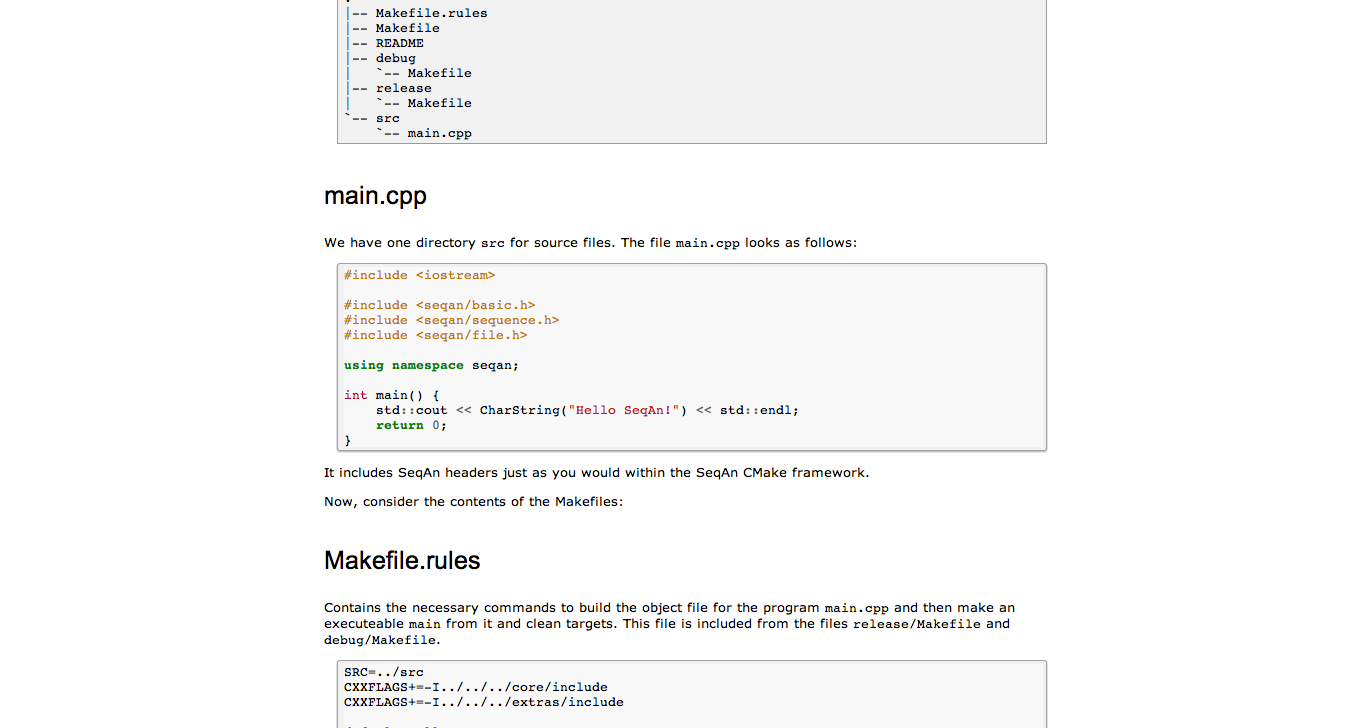 |-- Makefile.rules
|-- Makefile
|-- README
|-- debug
|   `-- Makefile
|-- release
|   `-- Makefile
`-- src
    `-- main.cpp
main.cpp
We have one directory src for source files. The file main.cpp looks as follows:
#include <iostream>
#include <seqan/basic.h>
#include <seqan/sequence.h>
#include <seqan/file.h>
using namespace seqan;
int main() {
    std::cout << CharString("Hello SeqAn!") << std::endl;
    return 0;
}
It includes SeqAn headers just as you would within the SeqAn CMake framework.
Now, consider the contents of the Makefiles:
Makefile.rules
Contains the necessary commands to build the object file for the program main.cpp and then make an
executeable main from it and clean targets. This file is included from the files release/Makefile and
debug/Makefile.
SRC=../src
CXXFLAGS+=-I../../../core/include
CXXFLAGS+=-I../../../extras/include